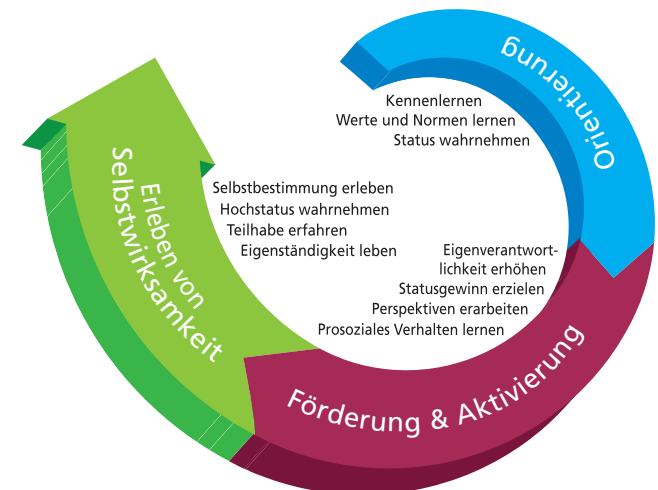 Orientierung
Kennenlernen
Werte und Normen lernen
Status wahrnehmen
Förderung & Aktivierung
Eigenverantwort-
lichkeit erhöhen
Statusgewinn erzielen
Perspektiven erarbeiten
Prosoziales Verhalten lernen
Erleben von
Selbstwirksamkeit
Selbstbestimmung erleben
Hochstatus wahrnehmen
Teilhabe erfahren
Eigenständigkeit leben